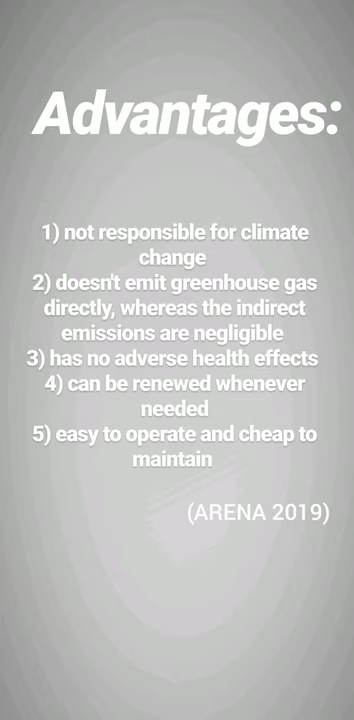 Advantages:
1) not responsible for climate
change
2) doesn't emit greenhouse gas
directly, whereas the indirect
emissions are negligible
3) has no adverse health effects
4) can be renewed whenever
needed
5) easy to operate and cheap to
maintain
(ARENA 2019)